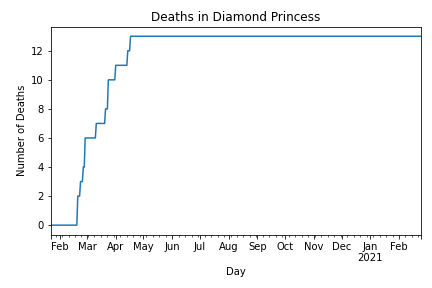 Deaths in Diamond Princess
Number of Deaths
12
10
8
6
4
2
0
Feb Mar Apr May Jun Jul Aug Sep Oct Nov Dec Jan Feb
2021
Day